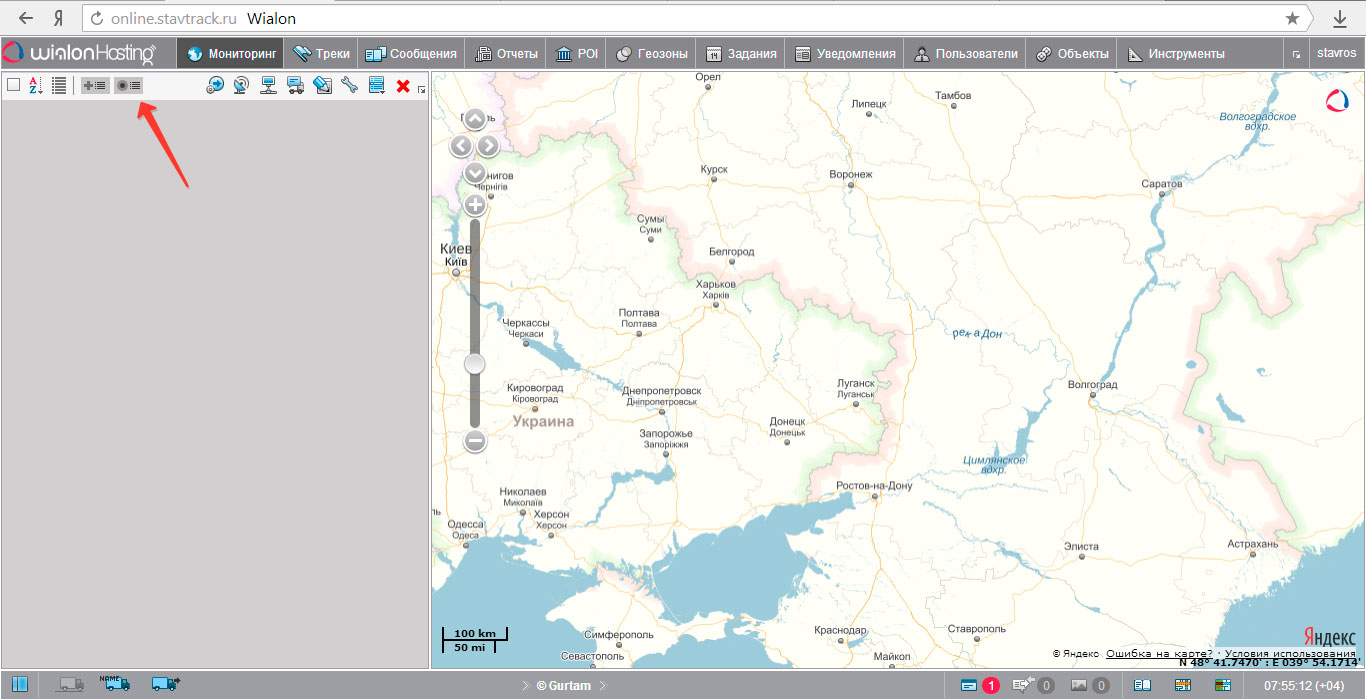 online.stavtrack.ru Wialon
wialonHosting
Мониторинг
Треки
Сообщения
Отчеты
POI
Геозоны
Задания
Уведомления
Пользователи
Объекты
Инструменты
stavros
A
Z
Орел
Липецк
Тамбов
Волгоградское
вдхр.
Курск
Воронеж
Саратов
Чернігів
Сумы
Суми
Белгород
Киев
Київ
Харьков
Харків
Полтава
Полтава
Черкассы
Черкаси
река Дон
Кировоград
Кіровоград
Днепропетровск
Дніпропетровськ
Луганск
Луганськ
Волгоград
Украина
Донецк
Донецьк
Запорожье
Запоріжжя
Цимлянское
вдхр.
Ростов-на-Дону
Николаев
Миколаїв
Херсон
Херсон
Одесса
Одеса
Элиста
Астрахань
100 km
50 mi
Симферополь
Севастополь
Краснодар
Ставрополь
Майкоп
Яндекс
© Яндекс Ошибка на карте? · Условия использования
N 48° 41.7470' : E 039° 54.1714'
NAME
© Gurtam
1
0
0
07:55:12 (+04)